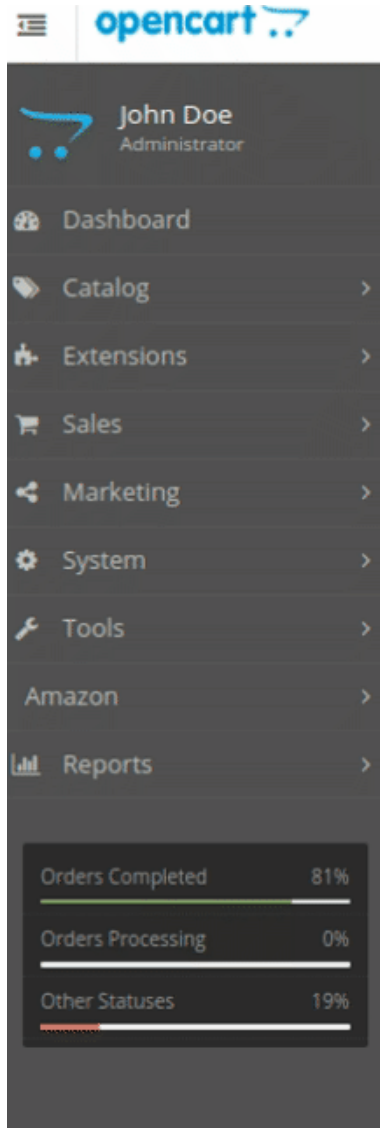 opencart
John Doe
Administrator
Dashboard
Catalog
Extensions
Sales
Marketing
System
Tools
Amazon
Reports
Orders Completed 81%
Orders Processing 0%
Other Statuses 19%